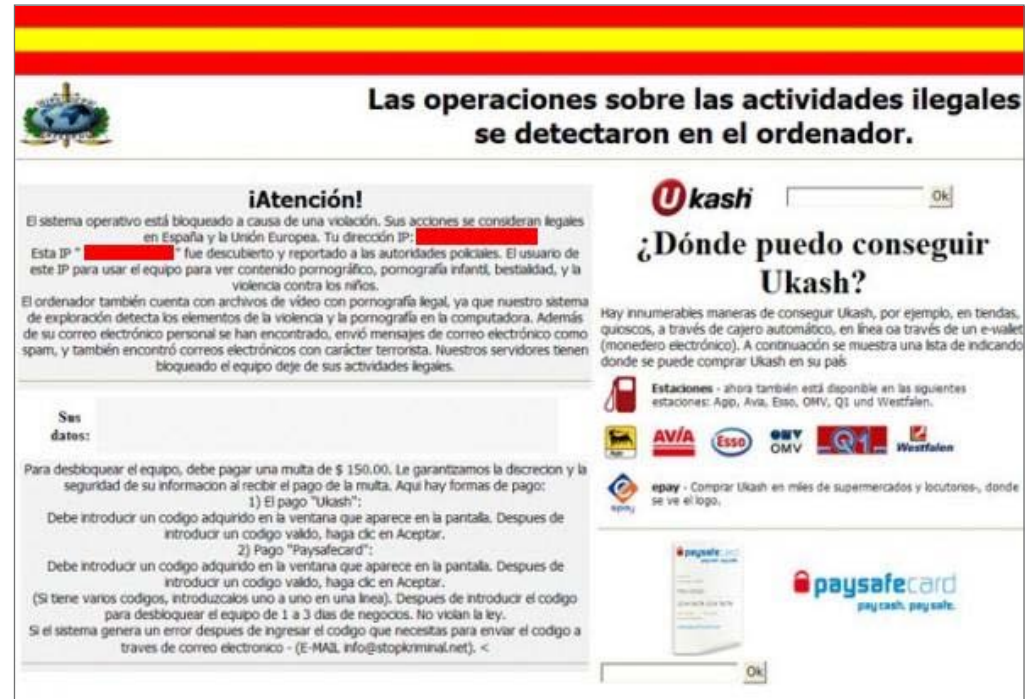 Las operaciones sobre las actividades ilegales
se detectaron en el ordenador.
¡Atención!
El sistema operativo está bloqueado a causa de una violación. Sus acciones se consideran ilegales
en España y la Unión Europea. Tu dirección IP:
Esta IP " " fue descubierto y reportado a las autoridades policiales. El usuario de
este IP para usar el equipo para ver contenido pornográfico, pornografía infantil, bestialidad, y la
violencia contra los niños.
El ordenador también cuenta con archivos de vídeo con pornografía ilegal, ya que nuestro sistema
de exploración detecta los elementos de la violencia y la pornografía en la computadora. Además
de su correo electrónico personal se han encontrado, envió mensajes de correo electrónico como
spam, y también encontró correos electrónicos con carácter terrorista. Nuestros servidores tienen
bloqueado el equipo deje de sus actividades ilegales.
Sus
datos:
Para desbloquear el equipo, debe pagar una multa de $ 150.00. Le garantizamos la discrecion y la
seguridad de su informacion al recibir el pago de la multa. Aqui hay formas de pago:
1) El pago "Ukash":
Debe introducir un codigo adquirido en la ventana que aparece en la pantalla. Despues de
introducir un codigo valido, haga clic en Aceptar.
2) Pago "Paysafecard":
Debe introducir un codigo adquirido en la ventana que aparece en la pantalla. Despues de
introducir un codigo valido, haga clic en Aceptar.
(Si tiene varios codigos, introduzcalos uno a uno en una linea). Despues de introducir el codigo
para desbloquear el equipo de 1 a 3 dias de negocios. No violan la ley.
Si el sistema genera un error despues de ingresar el codigo que necesitas para enviar el codigo a
traves de correo electronico - (E-MAIL info@stopkriminal.net). <
Ukash
Ok
¿Dónde puedo conseguir
Ukash?
Hay innumerables maneras de conseguir Ukash, por ejemplo, en tiendas,
quioscos, a través de cajero automático, en línea oa través de un e-wallet
(monedero electrónico). A continuación se muestra una lista de indicando
donde se puede comprar Ukash en su país
Estaciones - ahora también está disponible en las siguientes
estaciones: Agip, Avia, Esso, OMV, Q1 und Westfalen.
Agip AVIA Esso OMV OMV Q1 Westfalen
epay - Comprar Ukash en miles de supermercados y locutorios-, donde
se ve el logo.
epay
paysafecard
paysafecard
pay cash. pay safe.
Ok